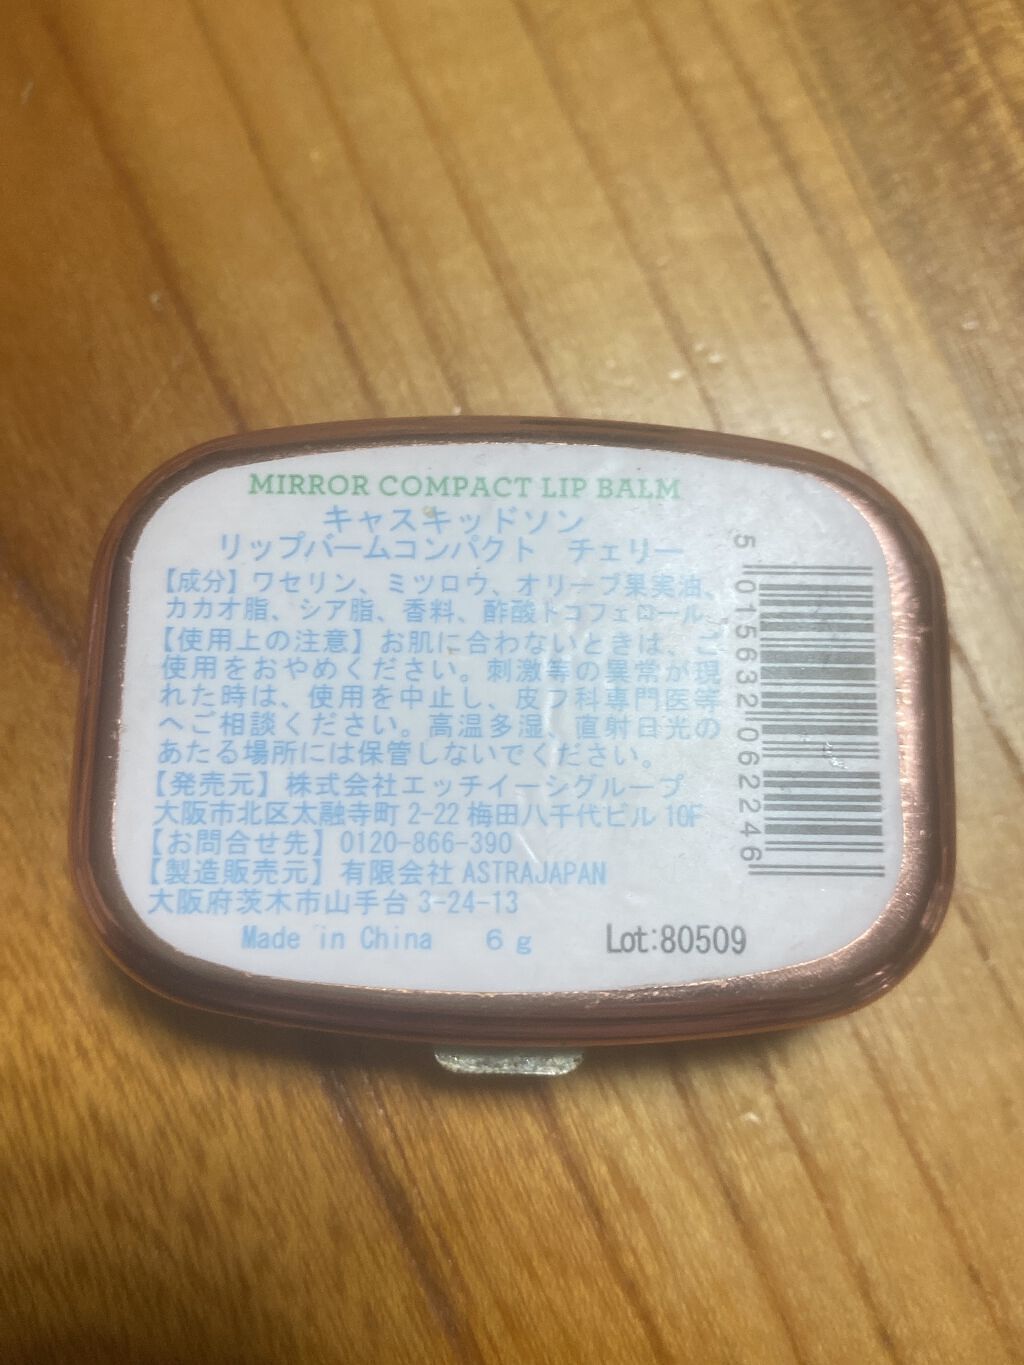 MIRROR COMPACT LIP BALM
キャスキッドソン
リップバームコンパクト　チェリー
【成分】ワセリン、ミツロウ、オリーブ果実油、
カカオ脂、シア脂、香料、酢酸トコフェロール
【使用上の注意】お肌に合わないときは、ご
使用をおやめください。刺激等の異常が現
れた時は、使用を中止し、皮フ科専門医等
へご相談ください。高温多湿、直射日光の
あたる場所には保管しないでください。
【発売元】株式会社エッチイーシグループ
大阪市北区太融寺町 2-22 梅田八千代ビル 10F
【お問合せ先】0120-866-390
【製造販売元】有限会社 ASTRAJAPAN
大阪府茨木市山手台 3-24-13
Made in China　6g　Lot:80509
5 015632 062246